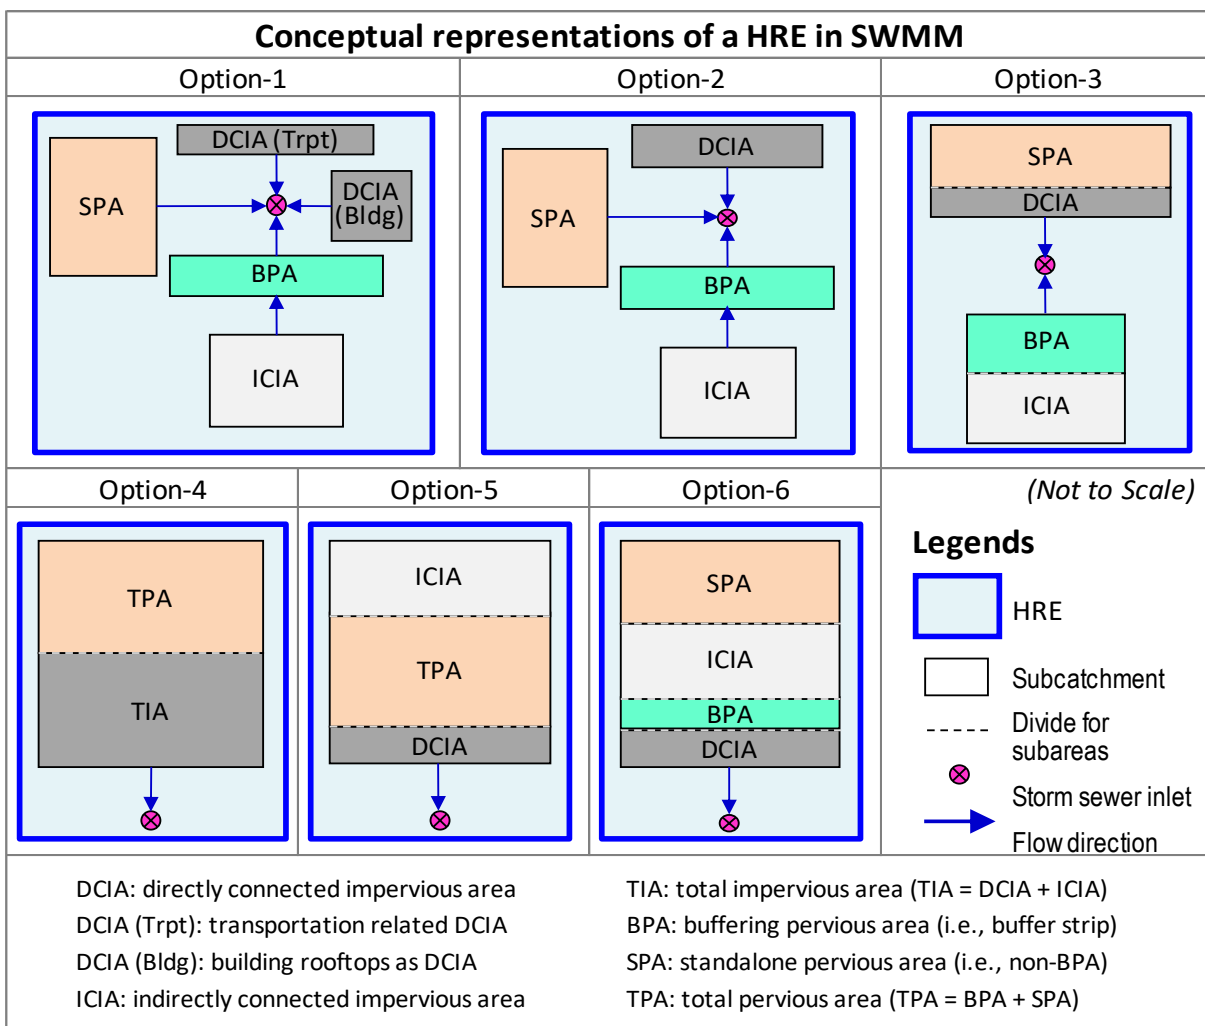 Conceptual representations of a HRE in SWMM
Option-1
Option-2
Option-3
DCIA (Trpt)
SPA
DCIA
(Bldg)
BPA
ICIA
DCIA
SPA
BPA
ICIA
SPA
DCIA
BPA
ICIA
Option-4
Option-5
Option-6
(Not to Scale)
TPA
TIA
ICIA
TPA
DCIA
SPA
ICIA
BPA
DCIA
Legends
HRE
Subcatchment
Divide for
subareas
Storm sewer inlet
Flow direction
DCIA: directly connected impervious area
DCIA (Trpt): transportation related DCIA
DCIA (Bldg): building rooftops as DCIA
ICIA: indirectly connected impervious area
TIA: total impervious area (TIA = DCIA + ICIA)
BPA: buffering pervious area (i.e., buffer strip)
SPA: standalone pervious area (i.e., non-BPA)
TPA: total pervious area (TPA = BPA + SPA)